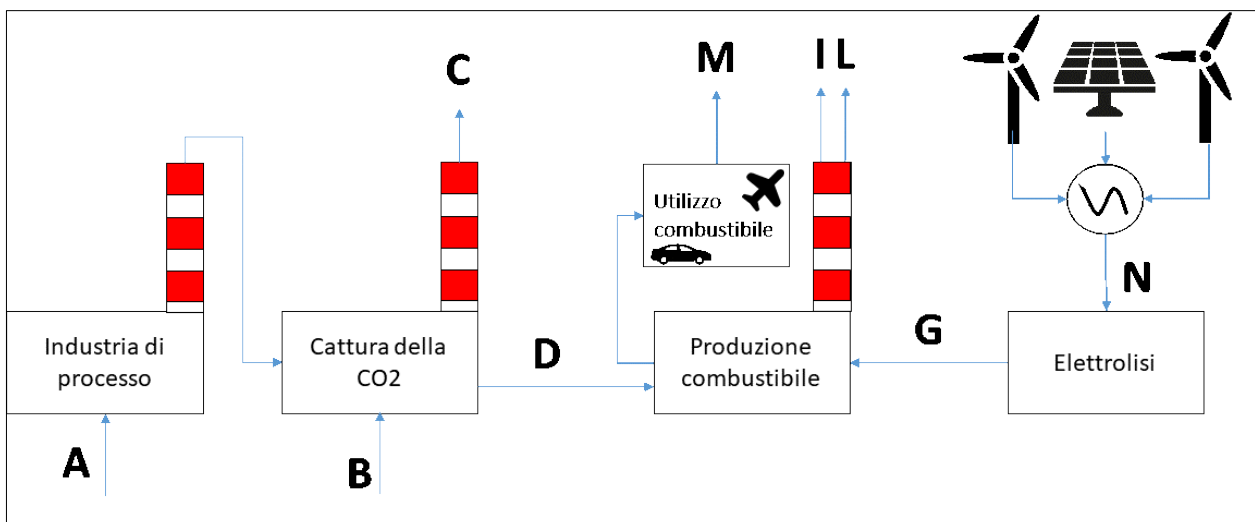 C
M
I L
Utilizzo
combustibile
N
Industria di
processo
Cattura della
CO2
D
Produzione
combustibile
G
Elettrolisi
A
B